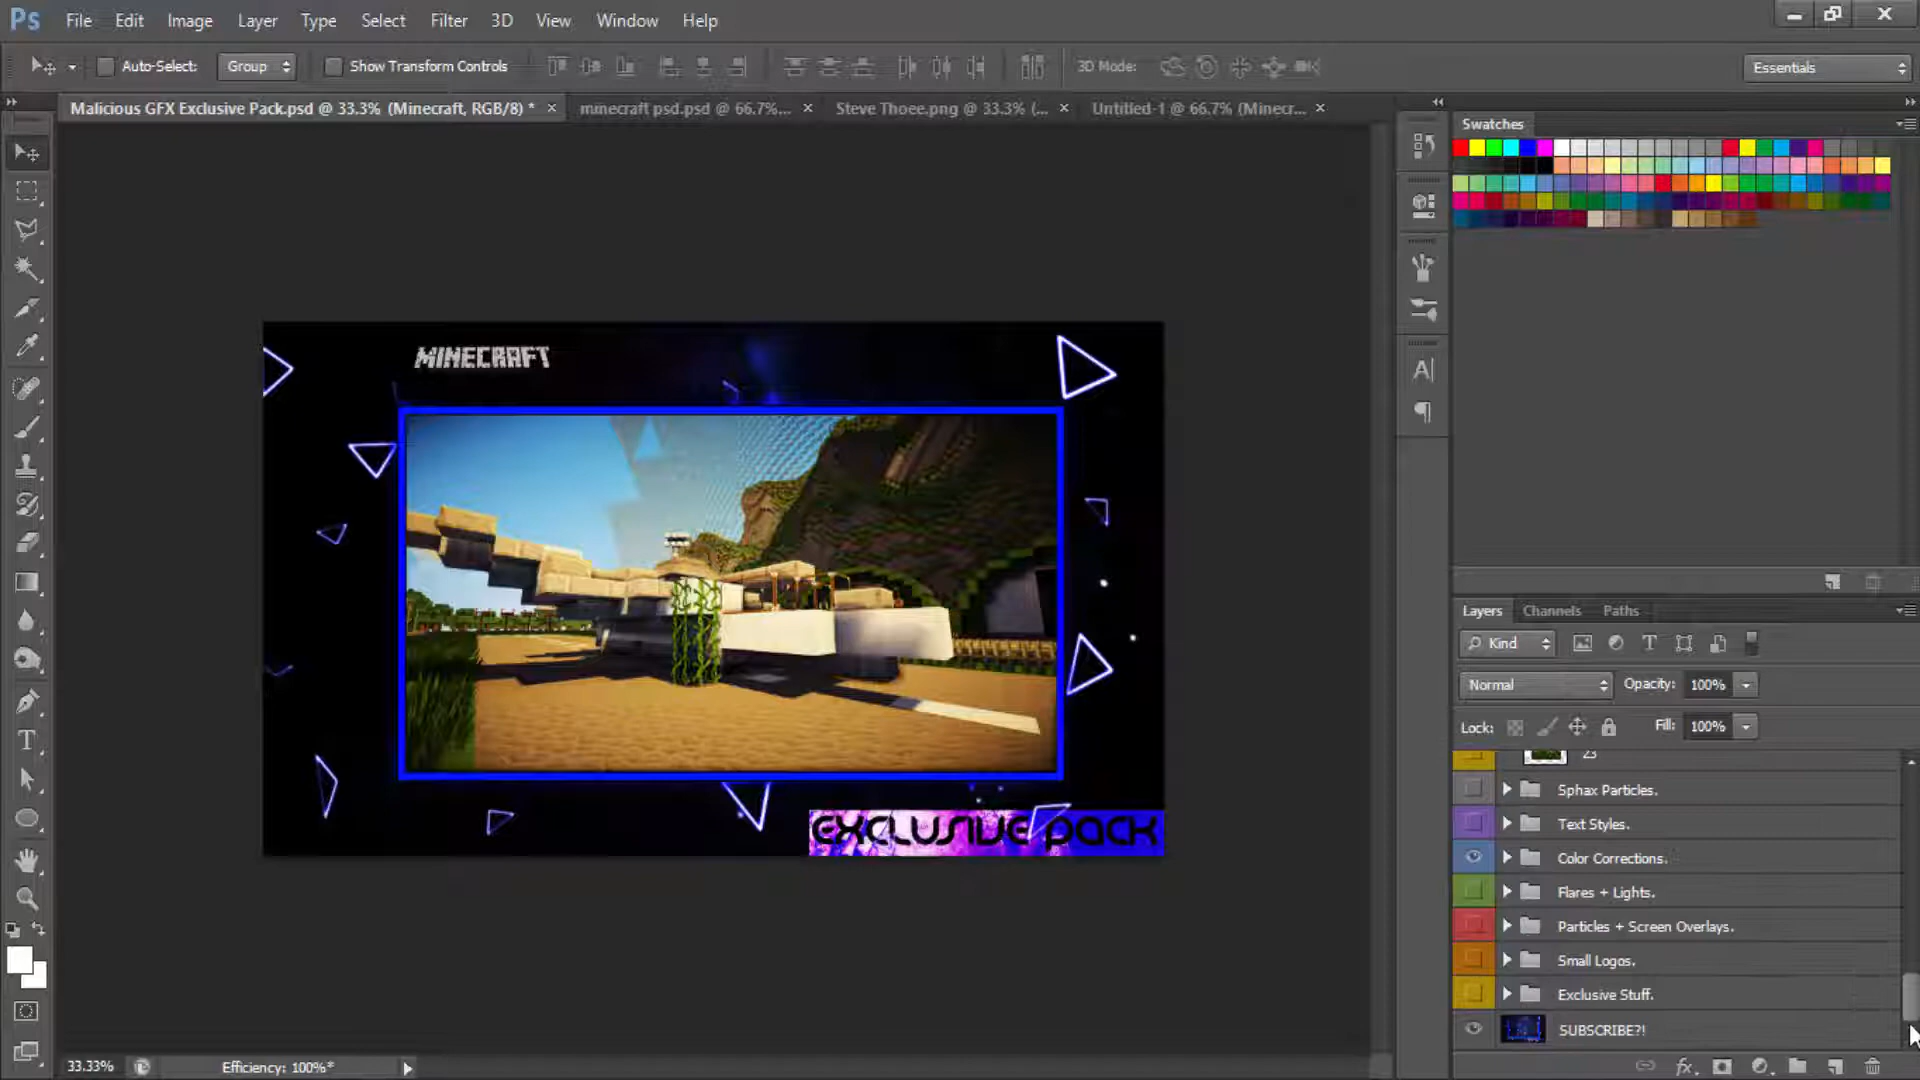 Ps File Edit Image Layer Type Select Filter 3D View Window Help
Auto-Select: Group Show Transform Controls 3D Mode: Essentials
Malicious GFX Exclusive Pack.psd @ 33.3% (Minecraft, RGB/8) * × minecraft psd.psd @ 66.7%... × Steve Thoee.png @ 33.3% (... × Untitled-1 @ 66.7% (Minecr... ×
Swatches
MINECRAFT
EXCLUSIVE PACK
Layers Channels Paths
Kind
Normal Opacity: 100%
Lock: Fill: 100%
23
Sphax Particles.
Text Styles.
Color Corrections.
Flares + Lights.
Particles + Screen Overlays.
Small Logos.
Exclusive Stuff.
SUBSCRIBE?!
33.33% Efficiency: 100%*